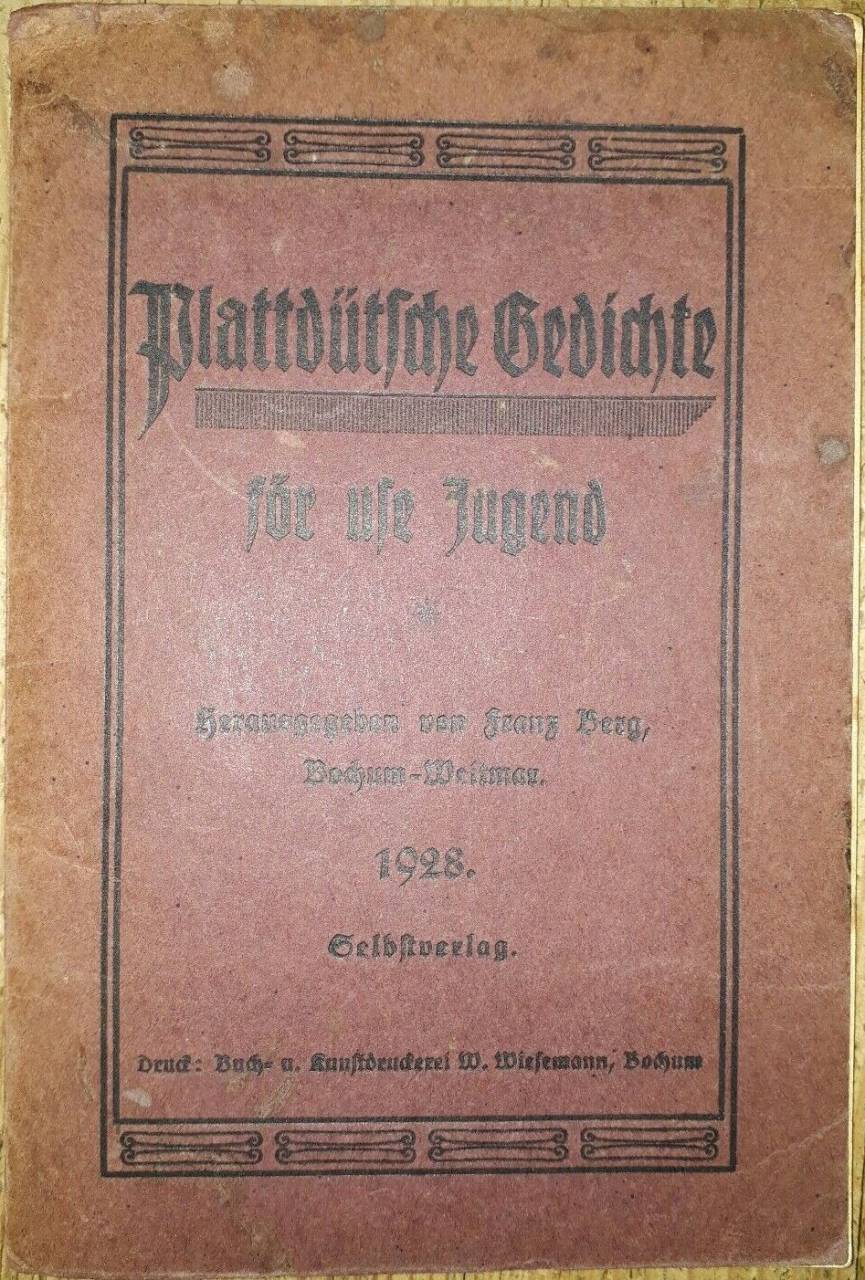 Plattdütſche Gedichte
för uſe Jugend
*
Herausgegeben von Franz Berg,
Bochum-Weitmar.
1928.
Selbſtverlag.
Druck: Buch- u. Kunſtdruckerei W. Wieſemann, Bochum